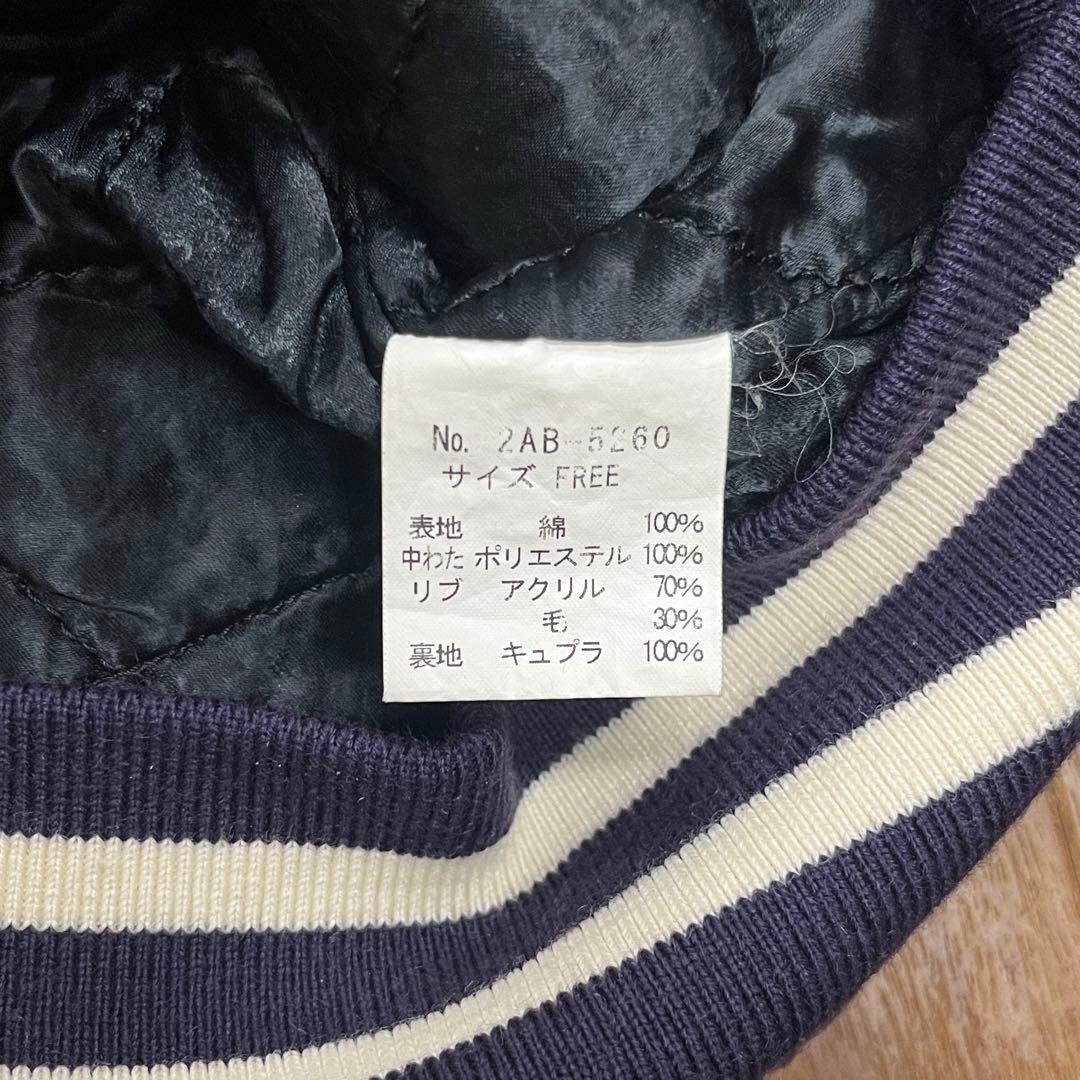 No. 2AB-5260
サイズ FREE
表地 綿 100%
中わた ポリエステル 100%
リブ アクリル 70%
毛 30%
裏地 キュプラ 100%